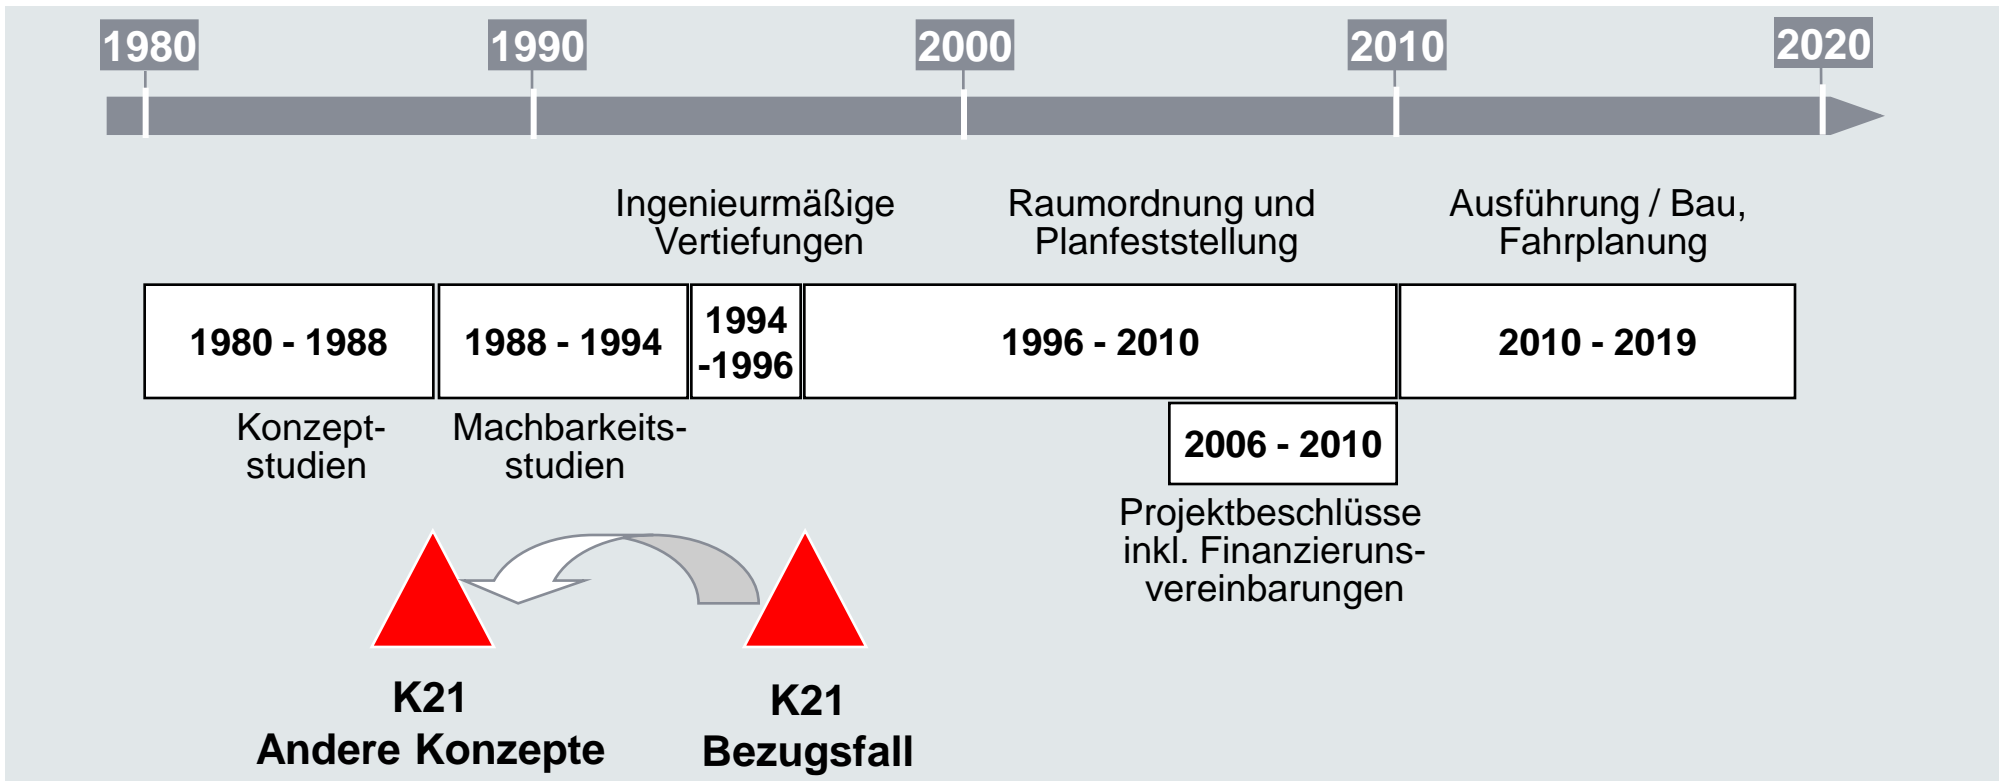 1980
1990
2000
2010
2020
Ingenieurmäßige
Vertiefungen
Raumordnung und
Planfeststellung
Ausführung / Bau,
Fahrplanung
1980 - 1988
1988 - 1994
1994
-1996
1996 - 2010
2010 - 2019
Konzept-
studien
Machbarkeits-
studien
2006 - 2010
Projektbeschlüsse
inkl. Finanzieruns-
vereinbarungen
K21
Andere Konzepte
K21
Bezugsfall